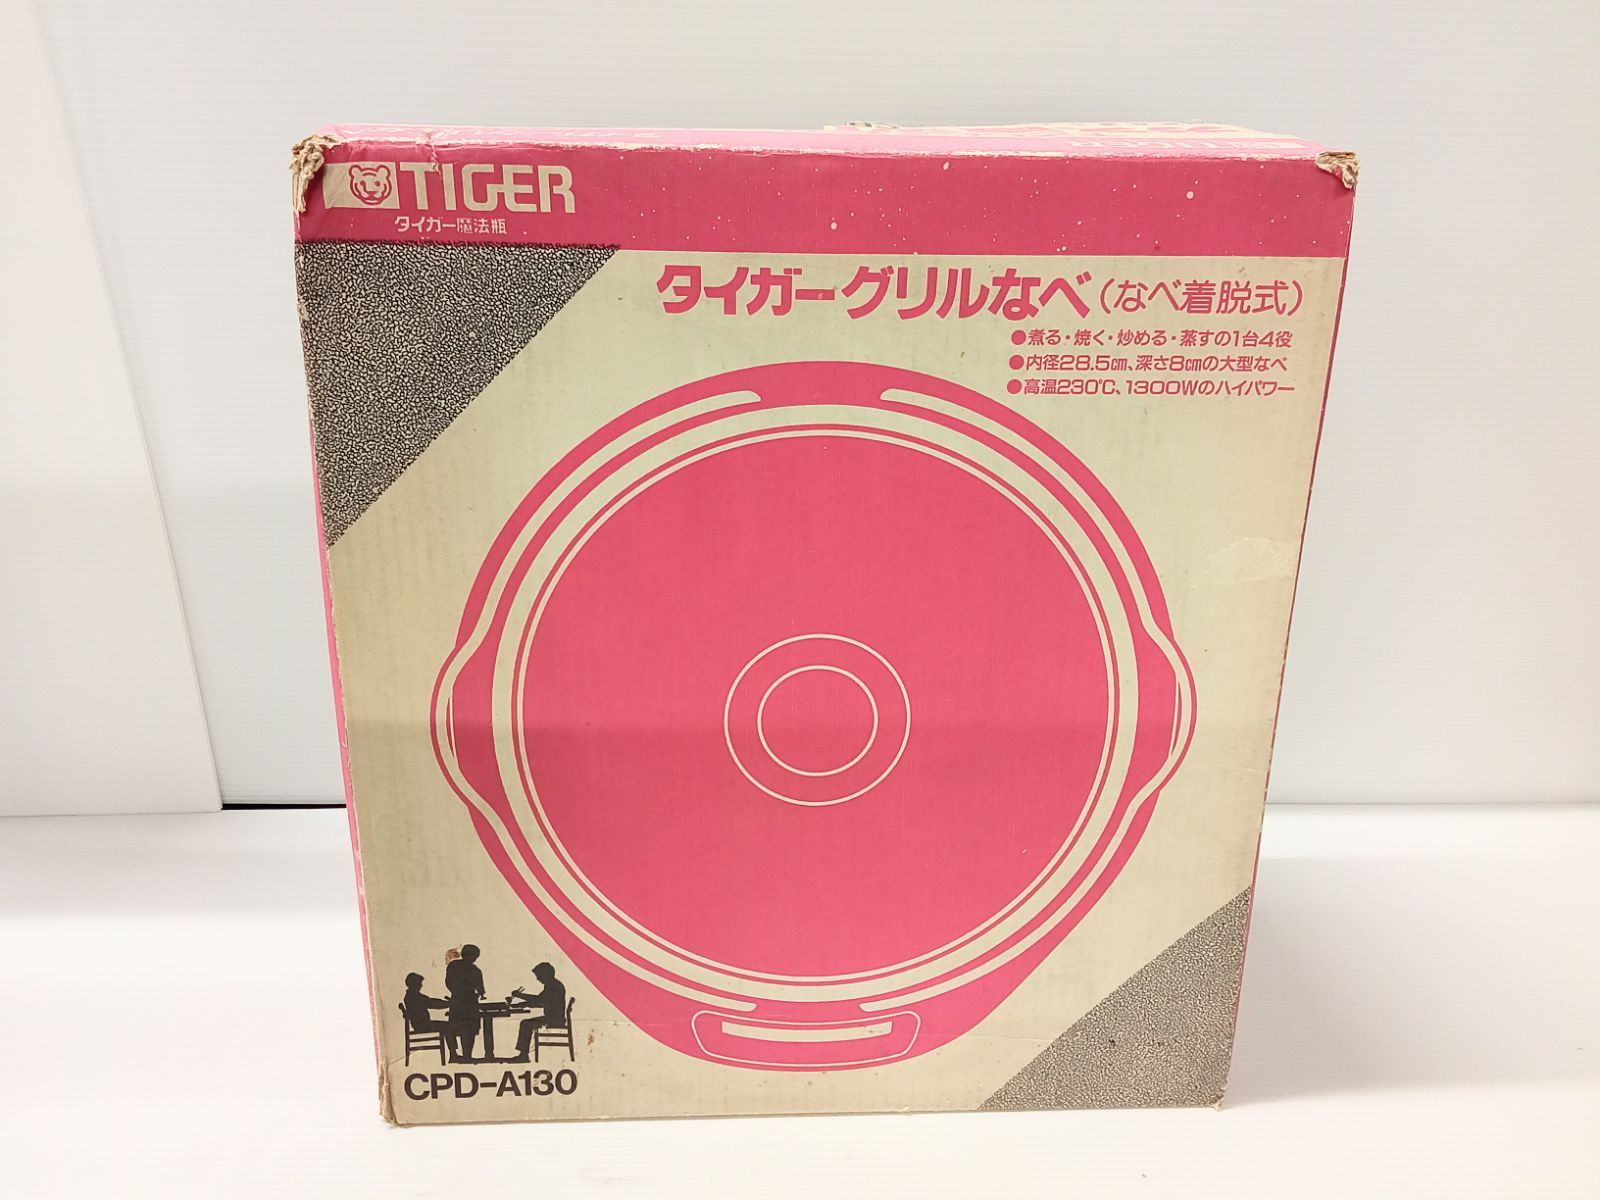 TIGER
タイガー魔法瓶
タイガーグリルなべ(なべ着脱式)
●煮る・焼く・炒める・蒸すの1台4役
●内径28.5㎝、深さ8㎝の大型なべ
●高温230℃、1300Wのハイパワー
CPD-A130